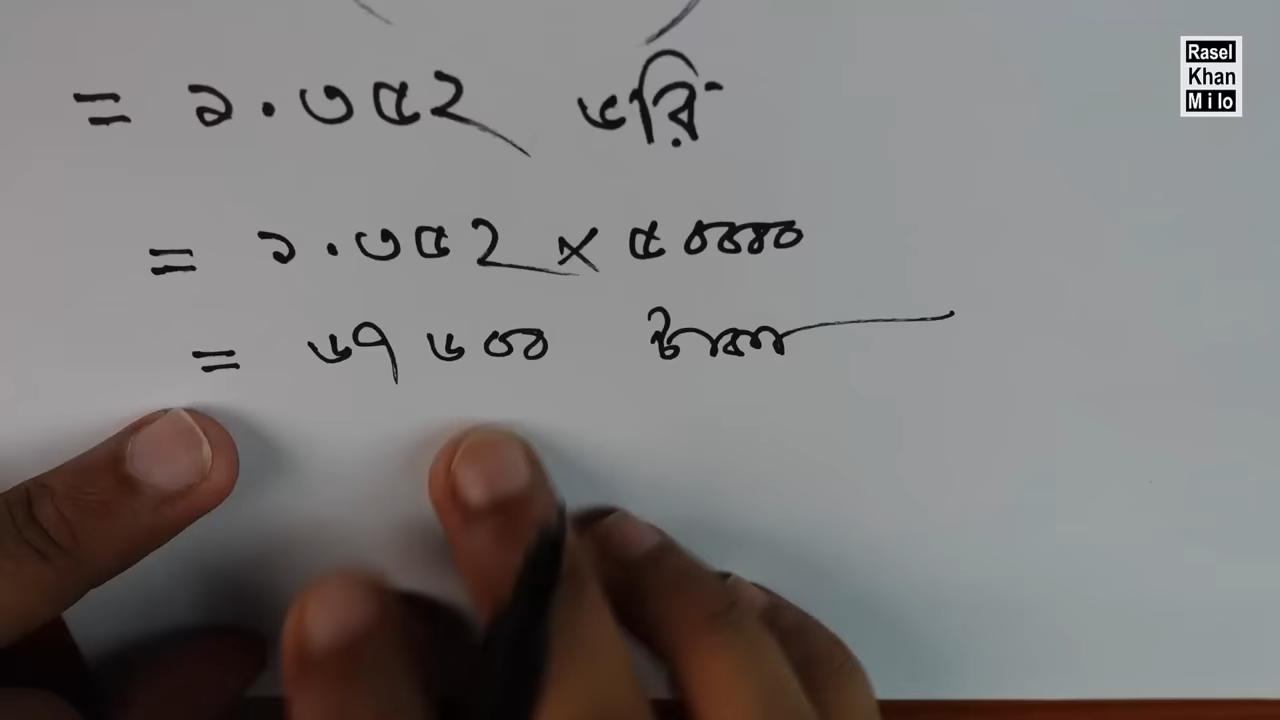 = ১.৩৫২ ভরি
= ১.৩৫২ × ৫০০০০
= ৬৭৬০০ টাকা
Rasel
Khan
Milo